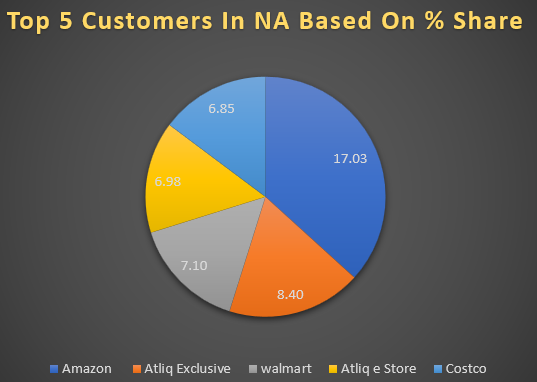 Top 5 Customers In NA Based On % Share
6.85
17.03
6.98
7.10
8.40
Amazon Atliq Exclusive walmart Atliq e Store Costco